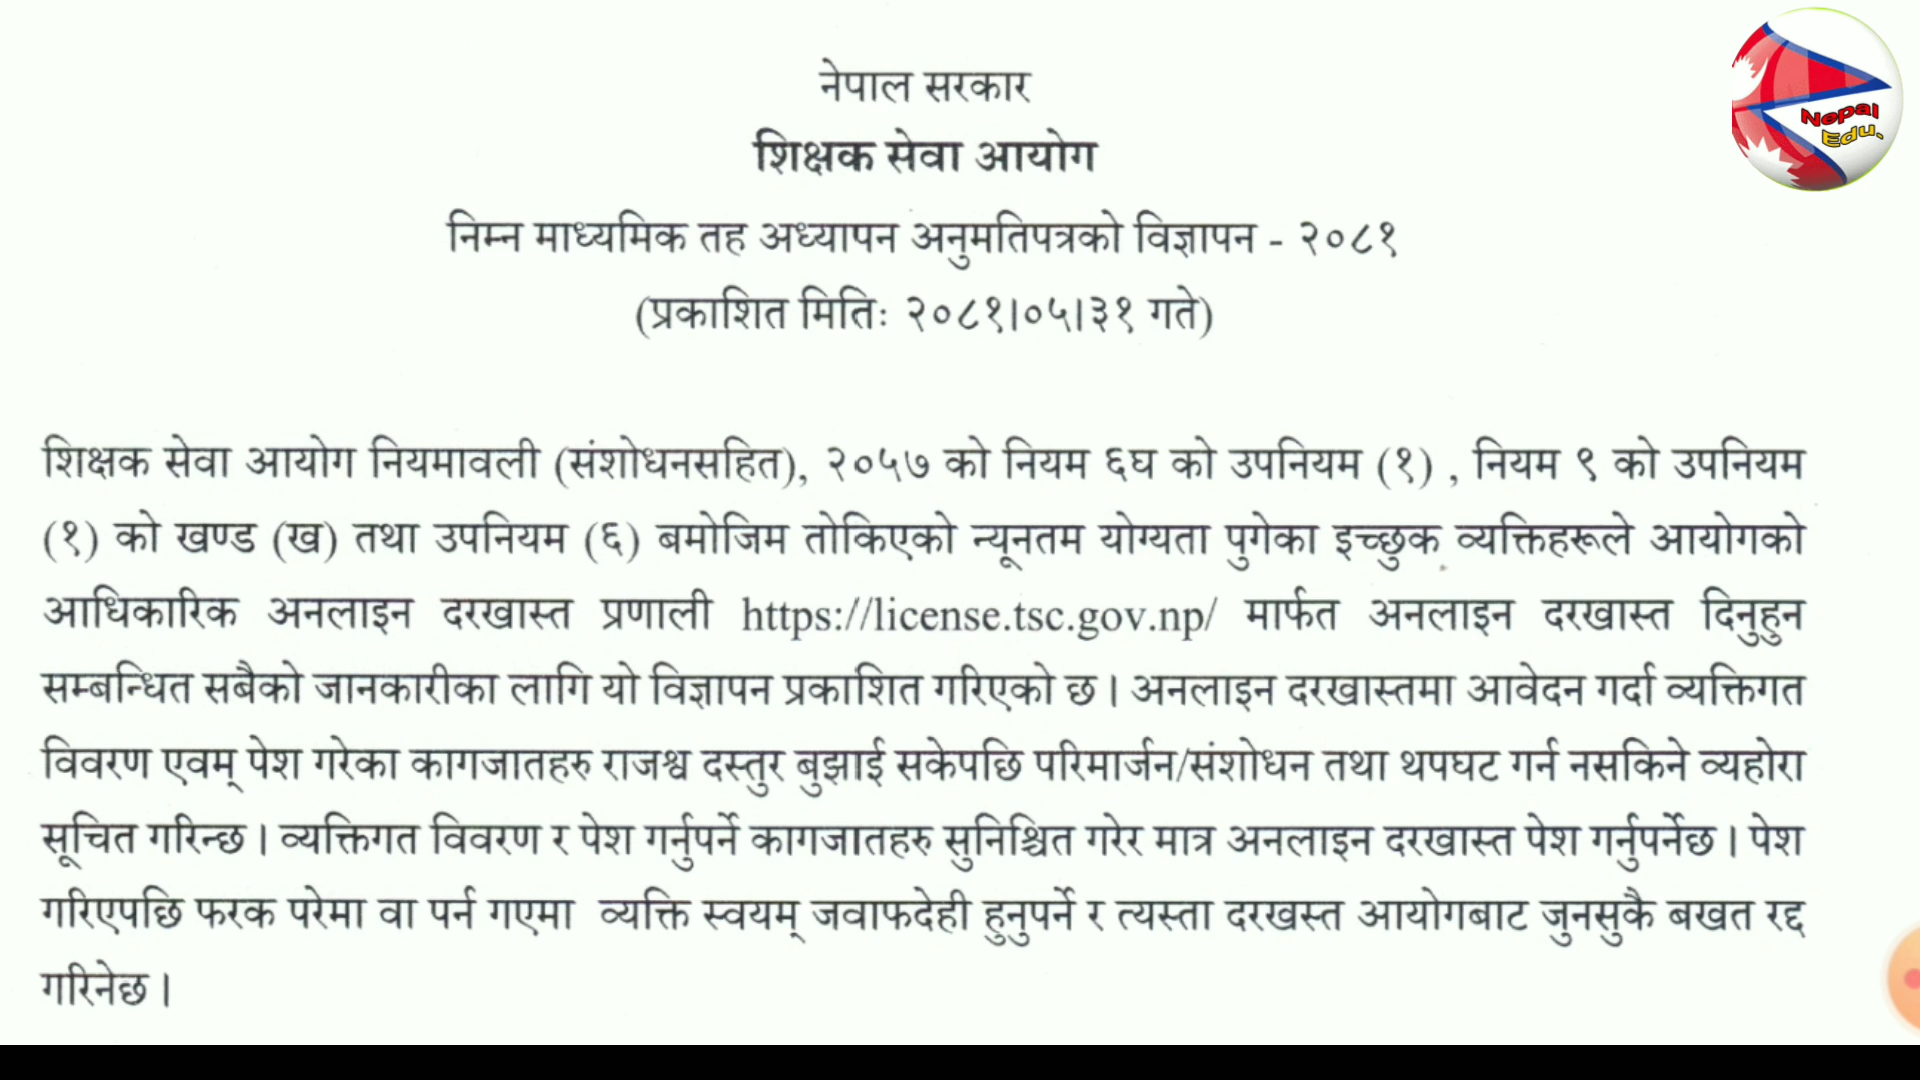 नेपाल सरकार
शिक्षक सेवा आयोग
निम्न माध्यमिक तह अध्यापन अनुमतिपत्रको विज्ञापन - २०८१
(प्रकाशित मितिः २०८१।०५।३१ गते)
Nepal
Edu.
शिक्षक सेवा आयोग नियमावली (संशोधनसहित), २०५७ को नियम ६घ को उपनियम (१) , नियम ९ को उपनियम
(१) को खण्ड (ख) तथा उपनियम (६) बमोजिम तोकिएको न्यूनतम योग्यता पुगेका इच्छुक व्यक्तिहरूले आयोगको
आधिकारिक अनलाइन दरखास्त प्रणाली https://license.tsc.gov.np/ मार्फत अनलाइन दरखास्त दिनुहुन
सम्बन्धित सबैको जानकारीका लागि यो विज्ञापन प्रकाशित गरिएको छ । अनलाइन दरखास्तमा आवेदन गर्दा व्यक्तिगत
विवरण एवम् पेश गरेका कागजातहरु राजश्व दस्तुर बुझाई सकेपछि परिमार्जन/संशोधन तथा थपघट गर्न नसकिने व्यहोरा
सूचित गरिन्छ । व्यक्तिगत विवरण र पेश गर्नुपर्ने कागजातहरु सुनिश्चित गरेर मात्र अनलाइन दरखास्त पेश गर्नुपर्नेछ । पेश
गरिएपछि फरक परेमा वा पर्न गएमा व्यक्ति स्वयम् जवाफदेही हुनुपर्ने र त्यस्ता दरखस्त आयोगबाट जुनसुकै बखत रद्द
गरिनेछ ।